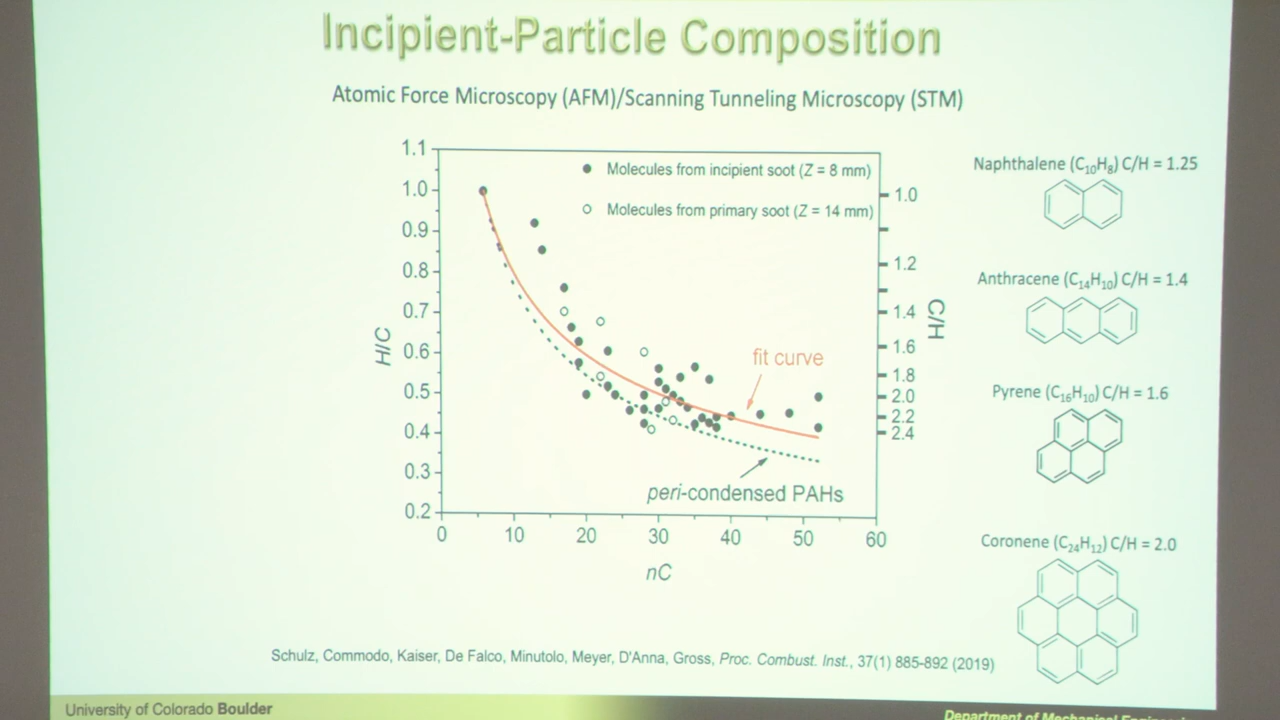 Incipient-Particle Composition
Atomic Force Microscopy (AFM)/Scanning Tunneling Microscopy (STM)
1.1
1.0
0.9
0.8
0.7
0.6
0.5
0.4
0.3
0.2
H/C
Molecules from incipient soot (Z = 8 mm)
Molecules from primary soot (Z = 14 mm)
fit curve
peri-condensed PAHs
1.0
1.2
1.4
1.6
1.8
2.0
2.2
2.4
C/H
0 10 20 30 40 50 60
nC
Naphthalene (C₁₀H₈) C/H = 1.25
Anthracene (C₁₄H₁₀) C/H = 1.4
Pyrene (C₁₆H₁₀) C/H = 1.6
Coronene (C₂₄H₁₂) C/H = 2.0
Schulz, Commodo, Kaiser, De Falco, Minutolo, Meyer, D'Anna, Gross, Proc. Combust. Inst., 37(1) 885-892 (2019)
University of Colorado Boulder
Department of Mechanical